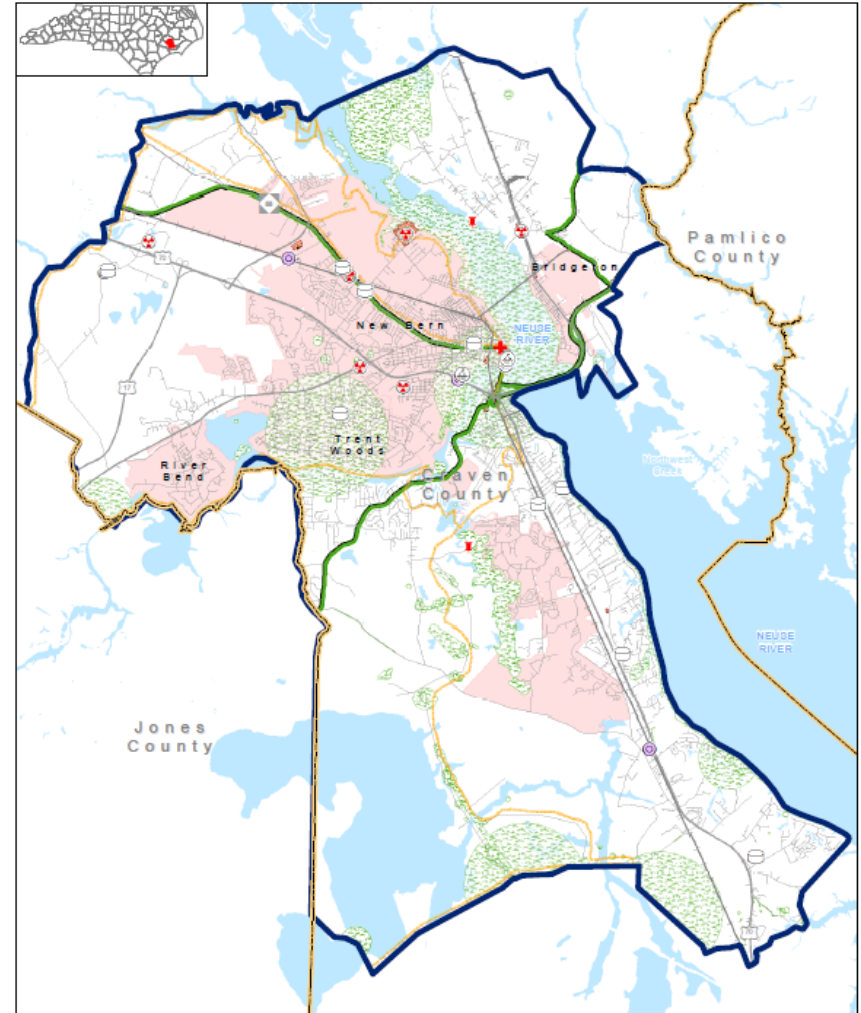 Pamlico
County
Bridgeton
70
New Bern
NEUSE
RIVER
17
Trent
Woods
River
Bend
Craven
County
Northwest
Creek
NEUSE
RIVER
Jones
County
70